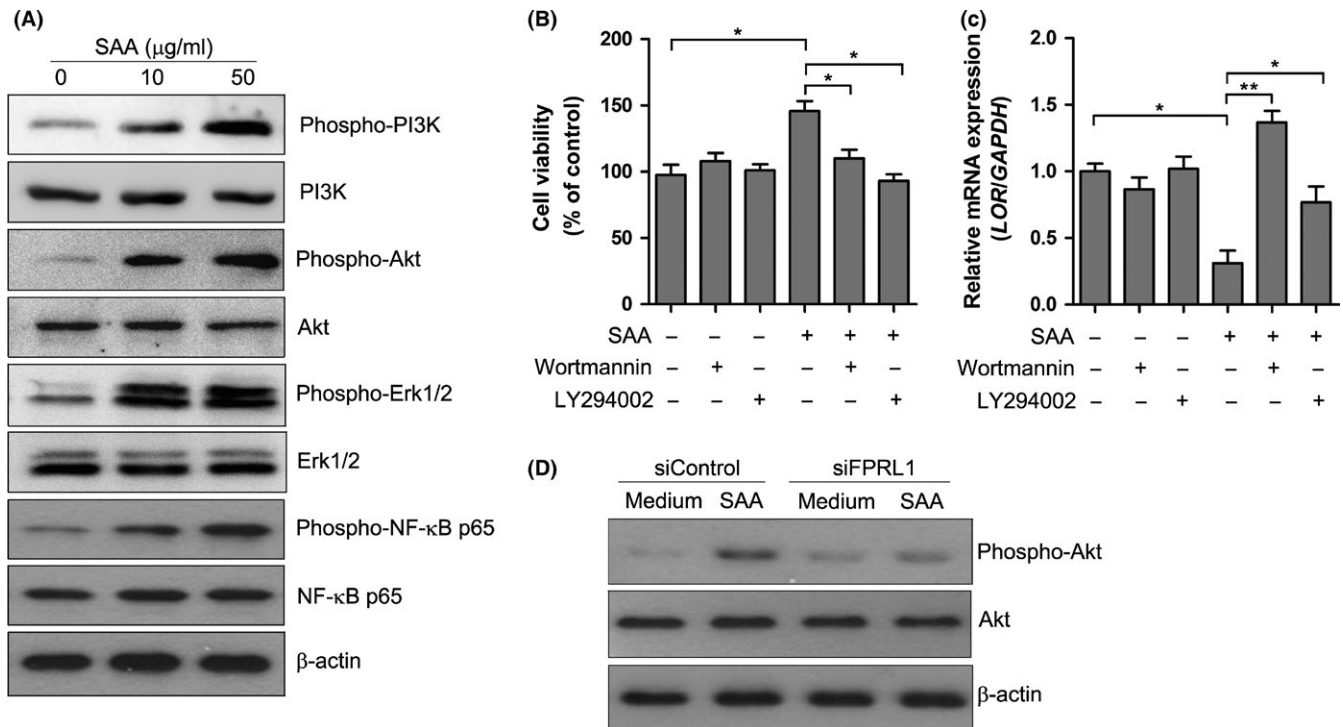 (A)
SAA (μg/ml)
0 10 50
Phospho-PI3K
PI3K
Phospho-Akt
Akt
Phospho-Erk1/2
Erk1/2
Phospho-NF-κB p65
NF-κB p65
β-actin
(B)
Cell viability
(% of control)
200
150
100
50
0
*
*
*
SAA – – – + + +
Wortmannin – + – – + –
LY294002 – – + – – +
(c)
Relative mRNA expression
(LOR/GAPDH)
2.0
1.5
1.0
0.5
0.0
*
**
*
SAA – – – + + +
Wortmannin – + – – + –
LY294002 – – + – – +
(D)
siControl siFPRL1
Medium SAA Medium SAA
Phospho-Akt
Akt
β-actin